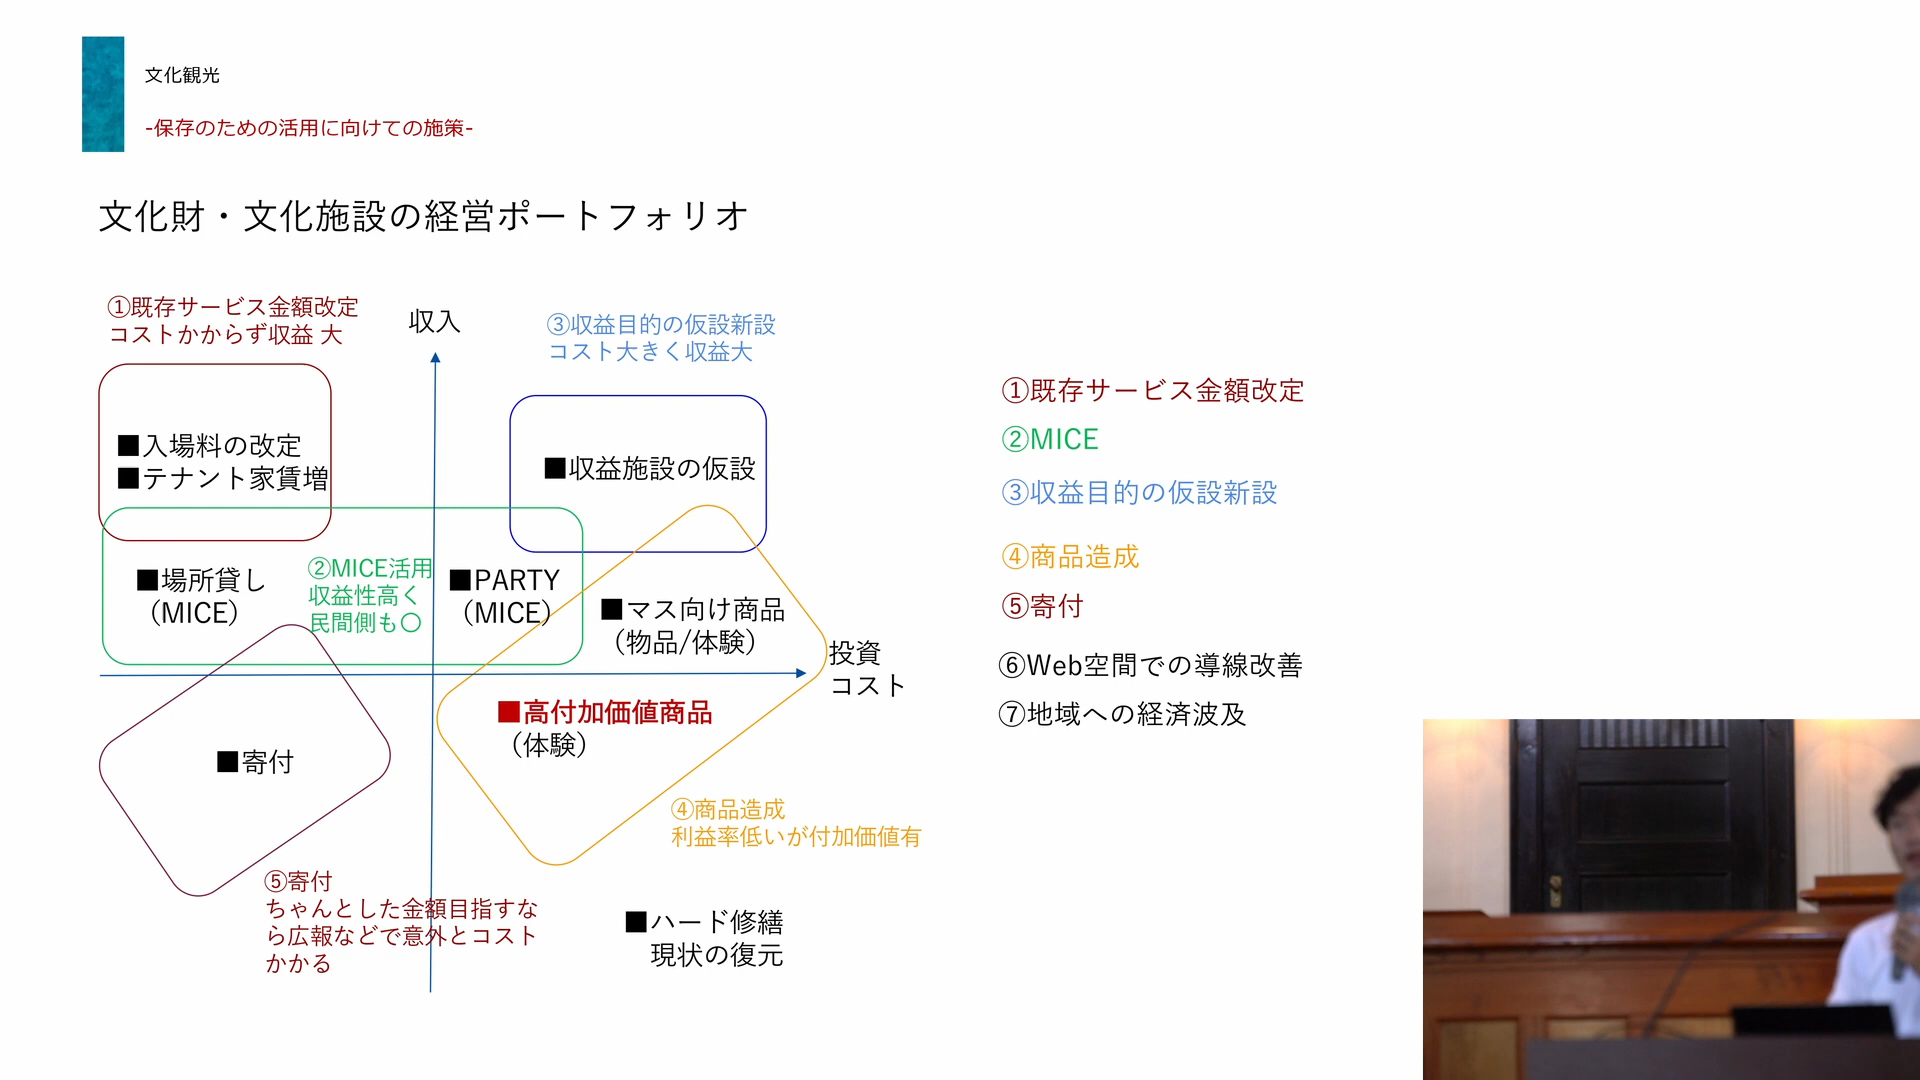 文化観光
-保存のための活用に向けての施策-
文化財・文化施設の経営ポートフォリオ
①既存サービス金額改定
コストかからず収益 大
収入
③収益目的の仮設新設
コスト大きく収益大
■入場料の改定
■テナント家賃増
■収益施設の仮設
■場所貸し
(MICE)
②MICE活用
収益性高く
民間側も〇
■PARTY
(MICE)
■マス向け商品
(物品/体験)
投資
コスト
■高付加価値商品
(体験)
■寄付
④商品造成
利益率低いが付加価値有
⑤寄付
ちゃんとした金額目指すな
ら広報などで意外とコスト
かかる
■ハード修繕
現状の復元
①既存サービス金額改定
②MICE
③収益目的の仮設新設
④商品造成
⑤寄付
⑥Web空間での導線改善
⑦地域への経済波及